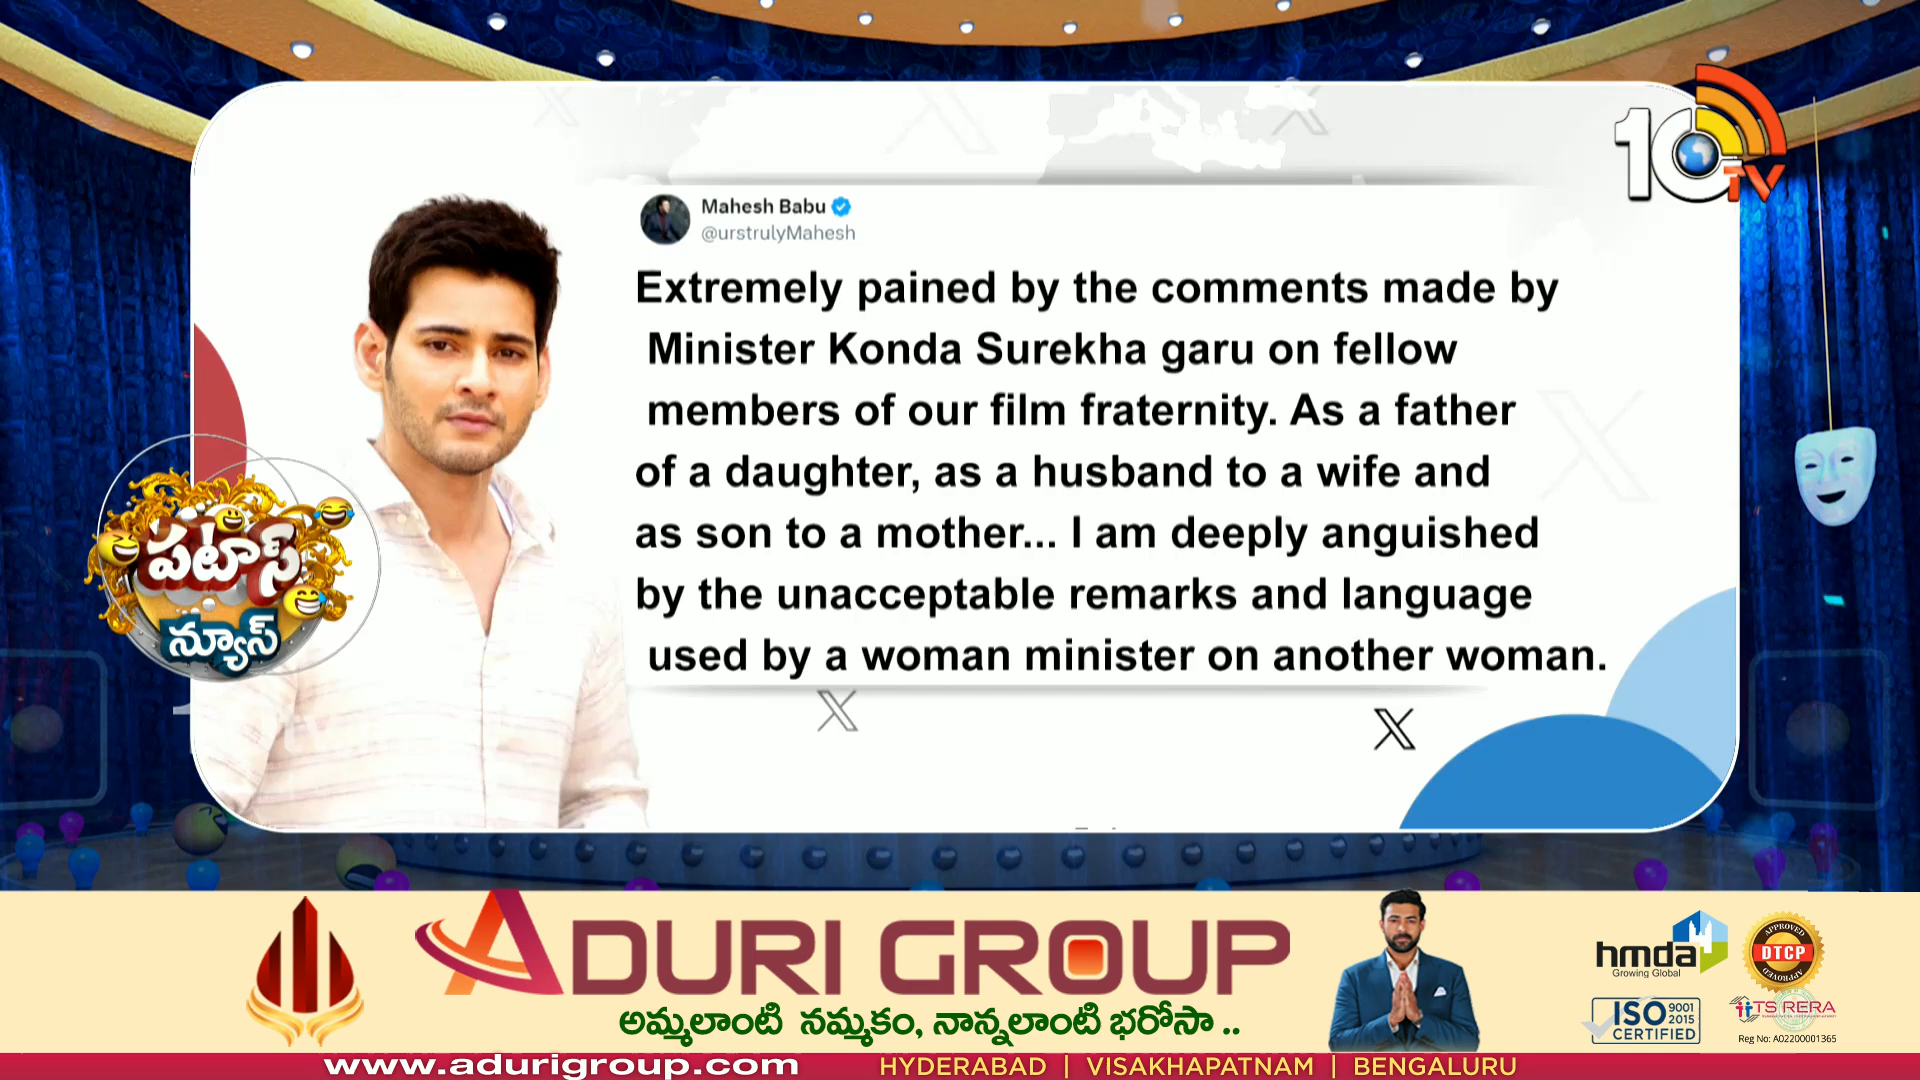 10
TV
Mahesh Babu
@urstrulyMahesh
Extremely pained by the comments made by
Minister Konda Surekha garu on fellow
members of our film fraternity. As a father
of a daughter, as a husband to a wife and
as son to a mother... I am deeply anguished
by the unacceptable remarks and language
used by a woman minister on another woman.
పటాస్
న్యూస్
ADURI GROUP
అమ్మలాంటి నమ్మకం, నాన్నలాంటి భరోసా ..
hmda
Growing Global
APPROVED
DTCP
APPROVED
ISO 9001 2015
CERTIFIED
TS RERA
Reg No: A02200001365
www.adurigroup.com HYDERABAD | VISAKHAPATNAM | BENGALURU